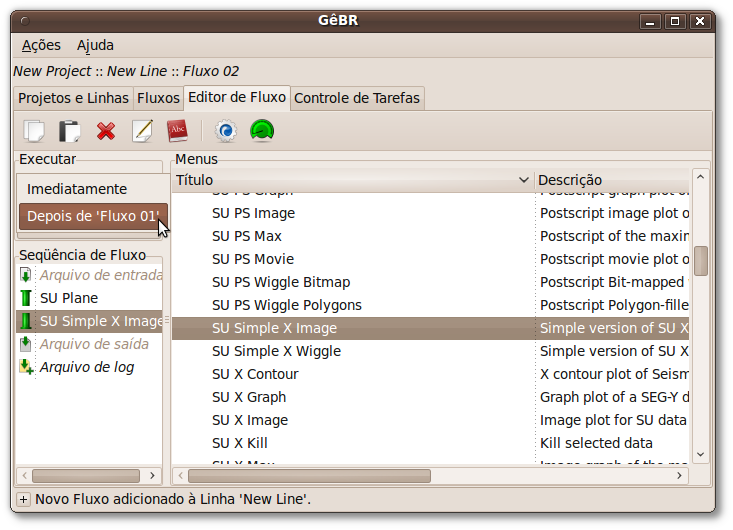 GêBR
Ações Ajuda
New Project :: New Line :: Fluxo 02
Projetos e Linhas Fluxos Editor de Fluxo Controle de Tarefas
Abc
Executar
Imediatamente
Depois de 'Fluxo 01'
Seqüência de Fluxo
Arquivo de entrada
SU Plane
SU Simple X Image
Arquivo de saída
Arquivo de log
Menus
Título Descrição
SU PS Graph Postscript graph plot of
SU PS Image Postscript image plot o
SU PS Max Postscript of the maxin
SU PS Movie Postscript movie plot o
SU PS Wiggle Bitmap Postscript Bit-mapped
SU PS Wiggle Polygons Postscript Polygon-fille
SU Simple X Image Simple version of SU X
SU Simple X Wiggle Simple version of SU X
SU X Contour X contour plot of Seism
SU X Graph Graph plot of a SEG-Y d
SU X Image Image plot for SU data
SU X Kill Kill selected data
SU X Max Image graph of the ma
Novo Fluxo adicionado à Linha 'New Line'.